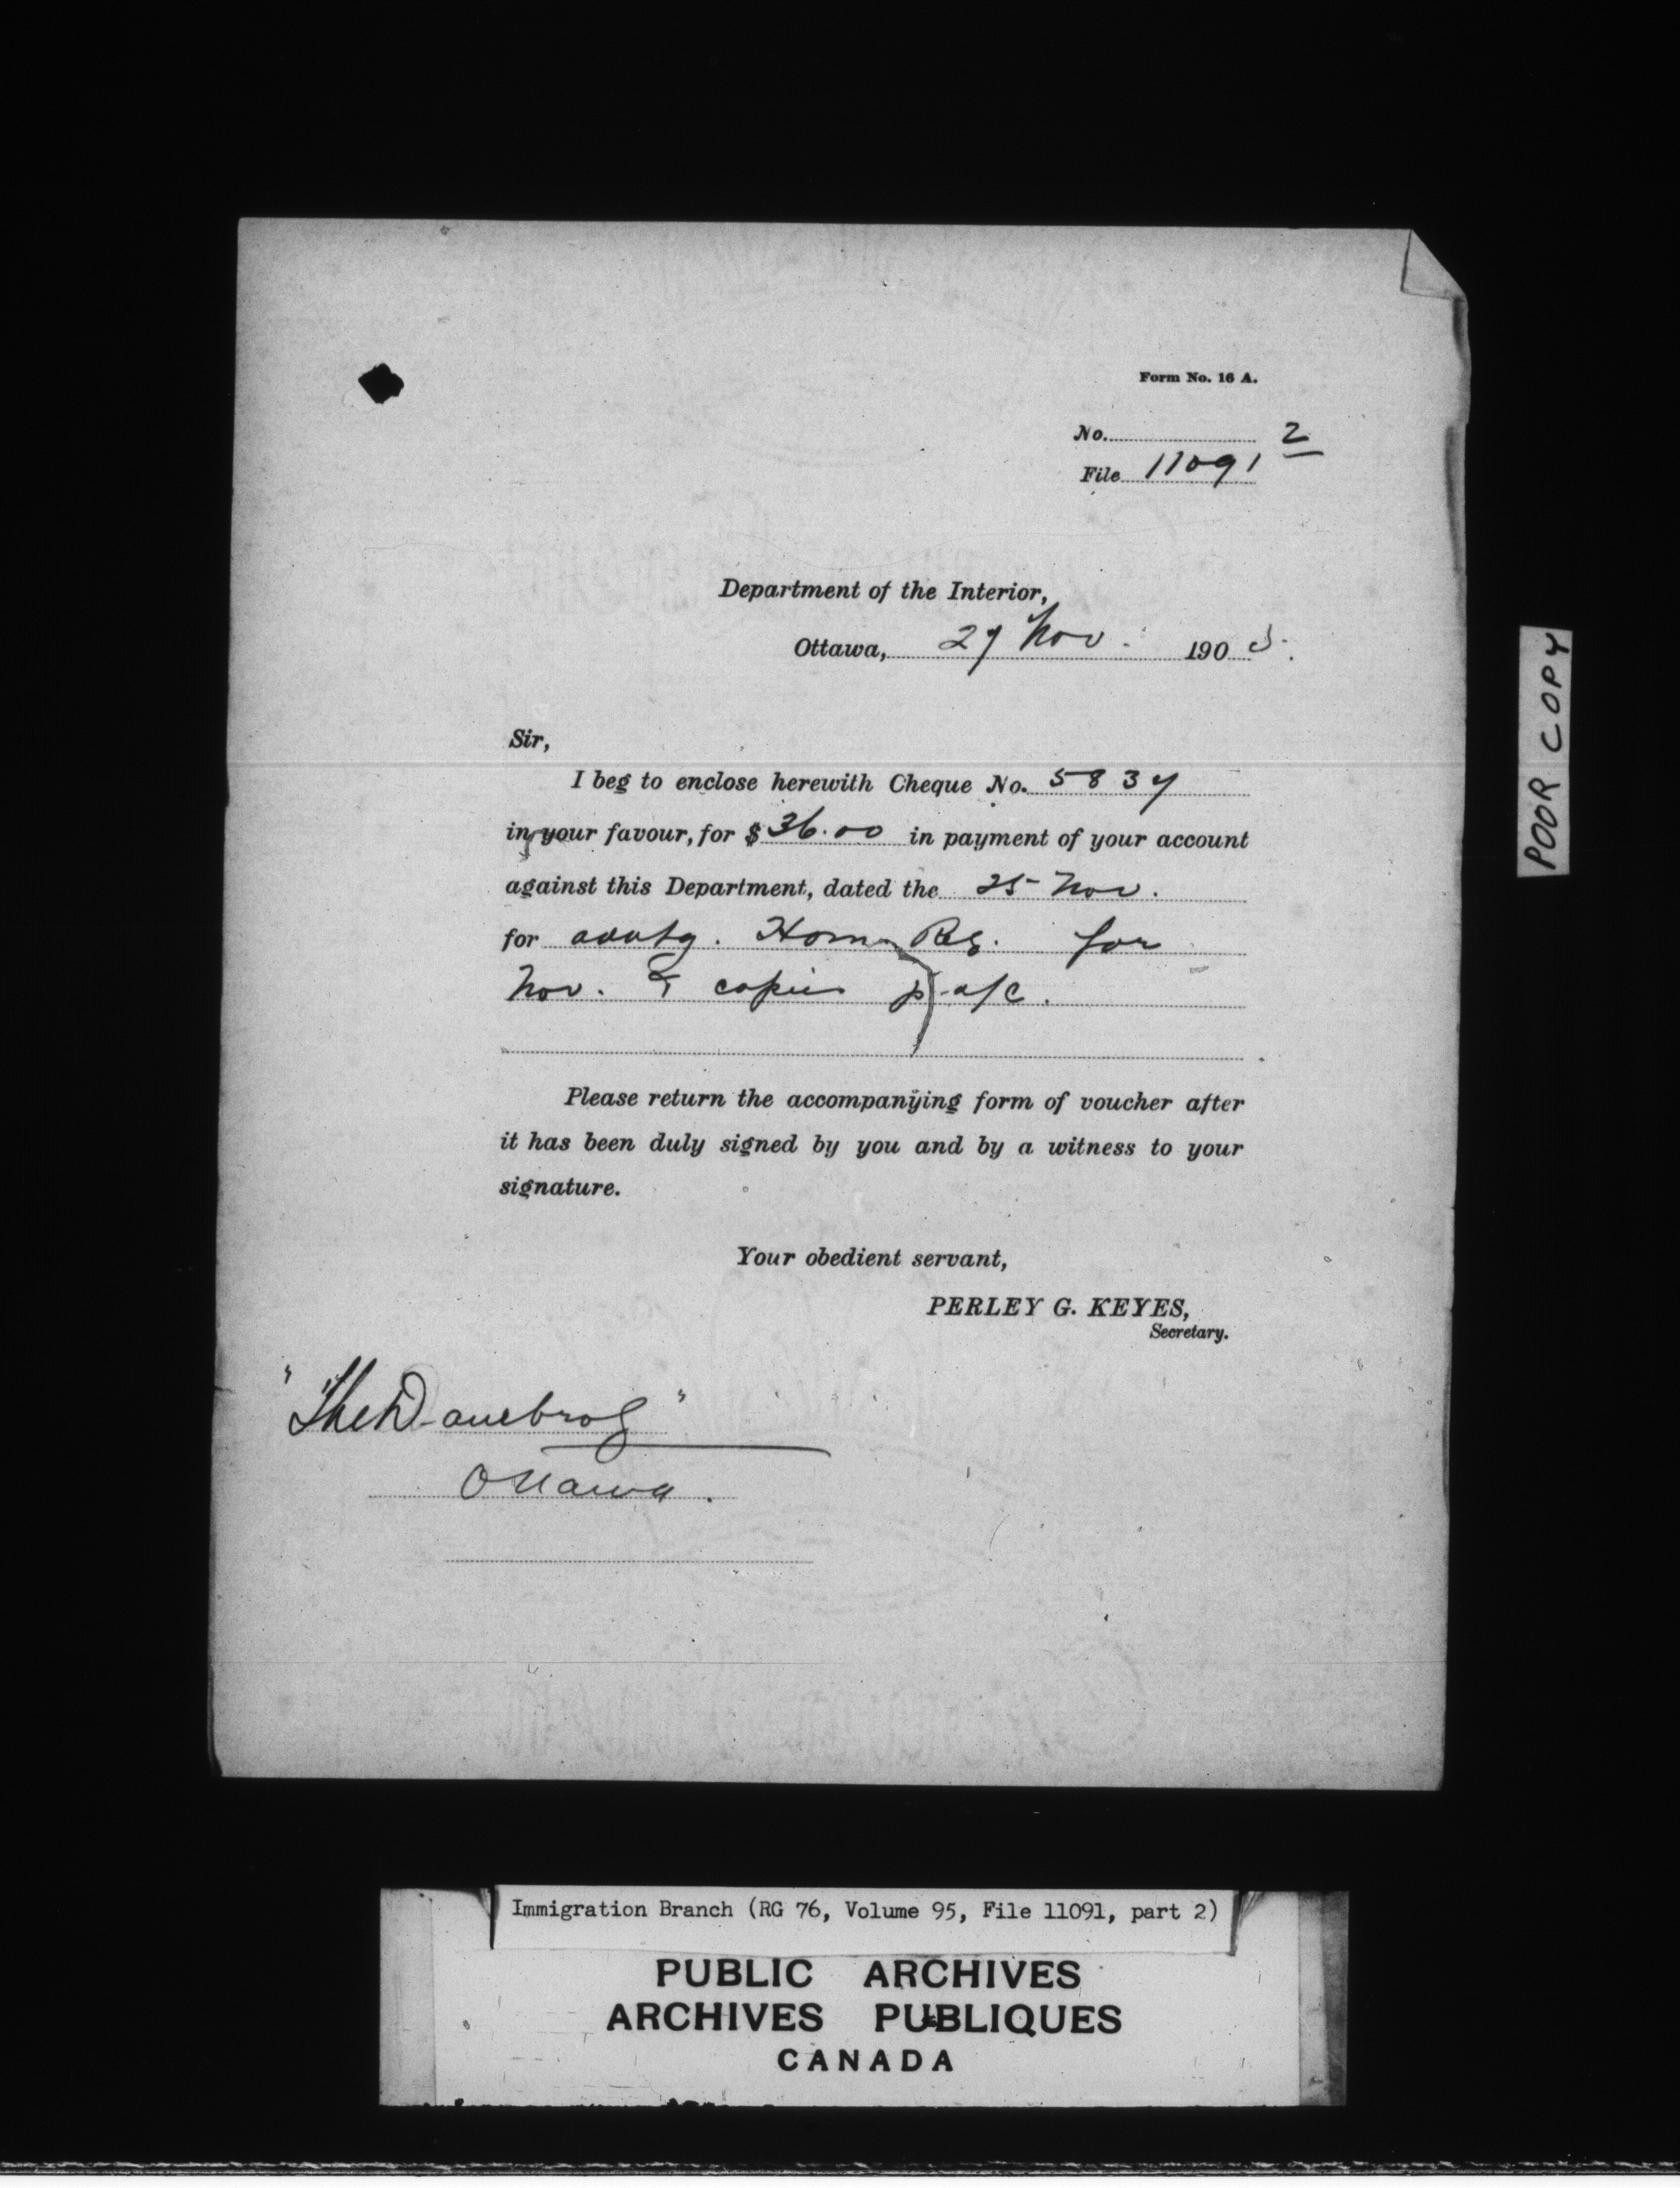 Form No. 16 A.
No. 2
File 11091
Department of the Interior,
Ottawa, 27 Nov. 190
Sir,
I beg to enclose herewith Cheque No. 5837
in your favour, for $ 36.00 in payment of your account
against this Department, dated the 25 Nov.
for advtg. Home Reg. for
Nov. & copies p a/c.
Please return the accompanying form of voucher after
it has been duly signed by you and by a witness to your
signature.
Your obedient servant,
PERLEY G. KEYES,
Secretary.
"The Danebrog"
Ottawa.
POOR COPY
Immigration Branch (RG 76, Volume 95, File 11091, part 2)
PUBLIC ARCHIVES
ARCHIVES PUBLIQUES
CANADA